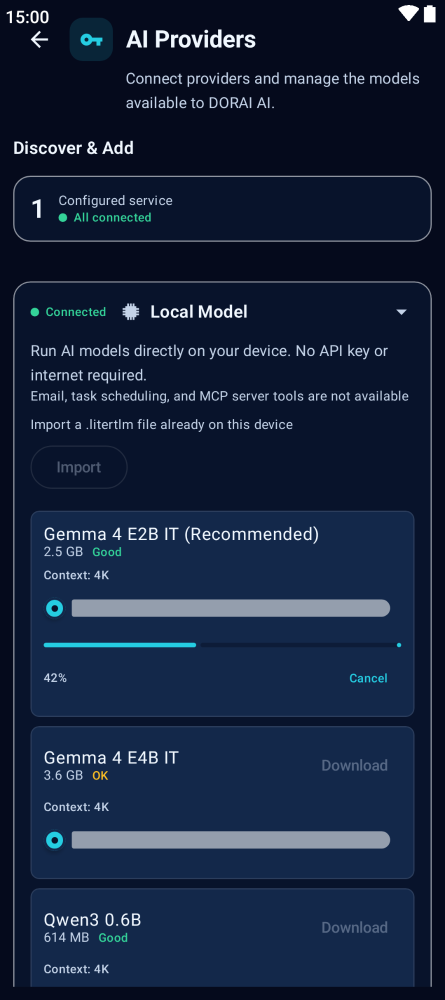 15:00
AI Providers
Connect providers and manage the models
available to DORAI AI.
Discover & Add
1
Configured service
All connected
Connected
Local Model
Run AI models directly on your device. No API key or
internet required.
Email, task scheduling, and MCP server tools are not available
Import a .litertlm file already on this device
Import
Gemma 4 E2B IT (Recommended)
2.5 GB Good
Context: 4K
42%
Cancel
Gemma 4 E4B IT
3.6 GB OK
Download
Context: 4K
Qwen3 0.6B
614 MB Good
Download
Context: 4K